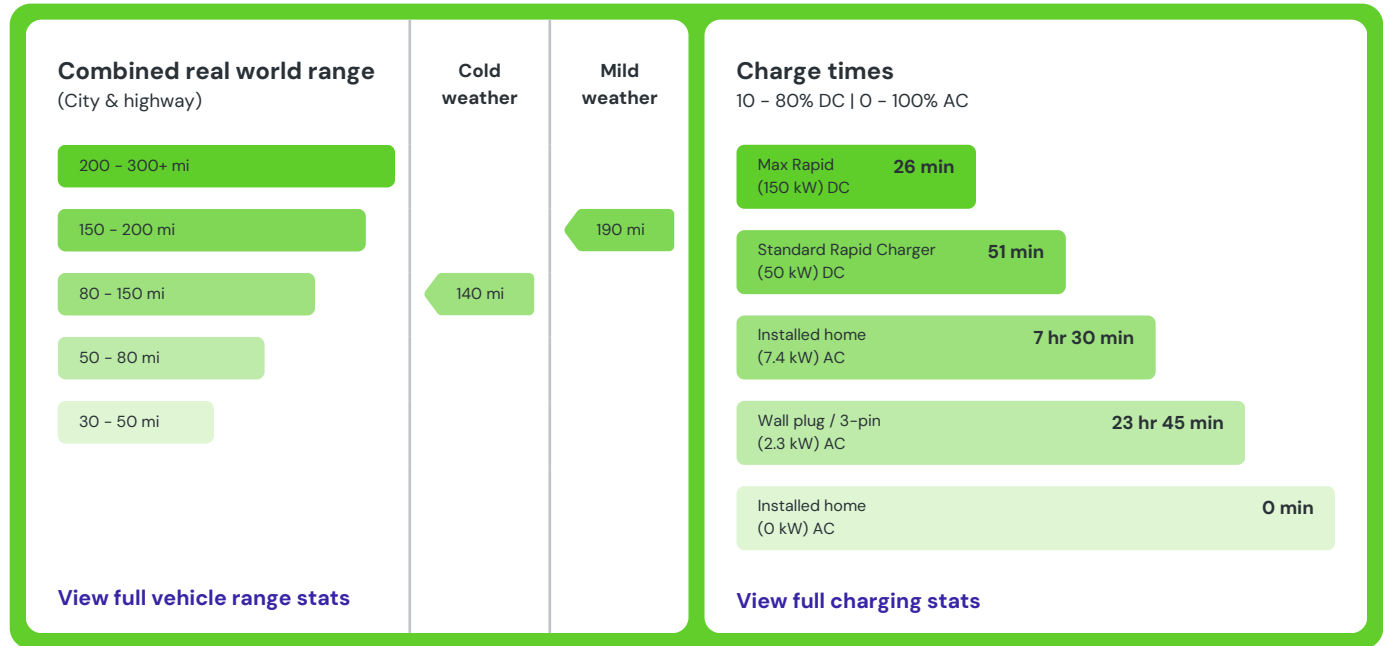 Combined real world range
(City & highway)
Cold
weather
Mild
weather
200 - 300+ mi
150 - 200 mi
190 mi
80 - 150 mi
140 mi
50 - 80 mi
30 - 50 mi
View full vehicle range stats
Charge times
10 - 80% DC | 0 - 100% AC
Max Rapid
(150 kW) DC
26 min
Standard Rapid Charger
(50 kW) DC
51 min
Installed home
(7.4 kW) AC
7 hr 30 min
Wall plug / 3-pin
(2.3 kW) AC
23 hr 45 min
Installed home
(0 kW) AC
0 min
View full charging stats